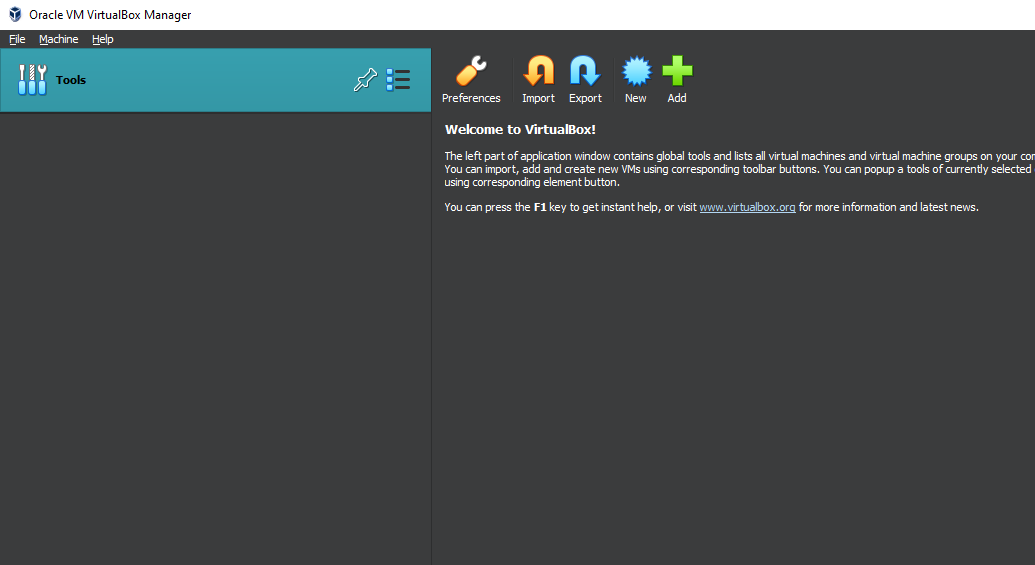 Oracle VM VirtualBox Manager
File Machine Help
Tools
Preferences Import Export New Add
Welcome to VirtualBox!
The left part of application window contains global tools and lists all virtual machines and virtual machine groups on your
You can import, add and create new VMs using corresponding toolbar buttons. You can popup a tools of currently selected
using corresponding element button.
You can press the F1 key to get instant help, or visit www.virtualbox.org for more information and latest news.